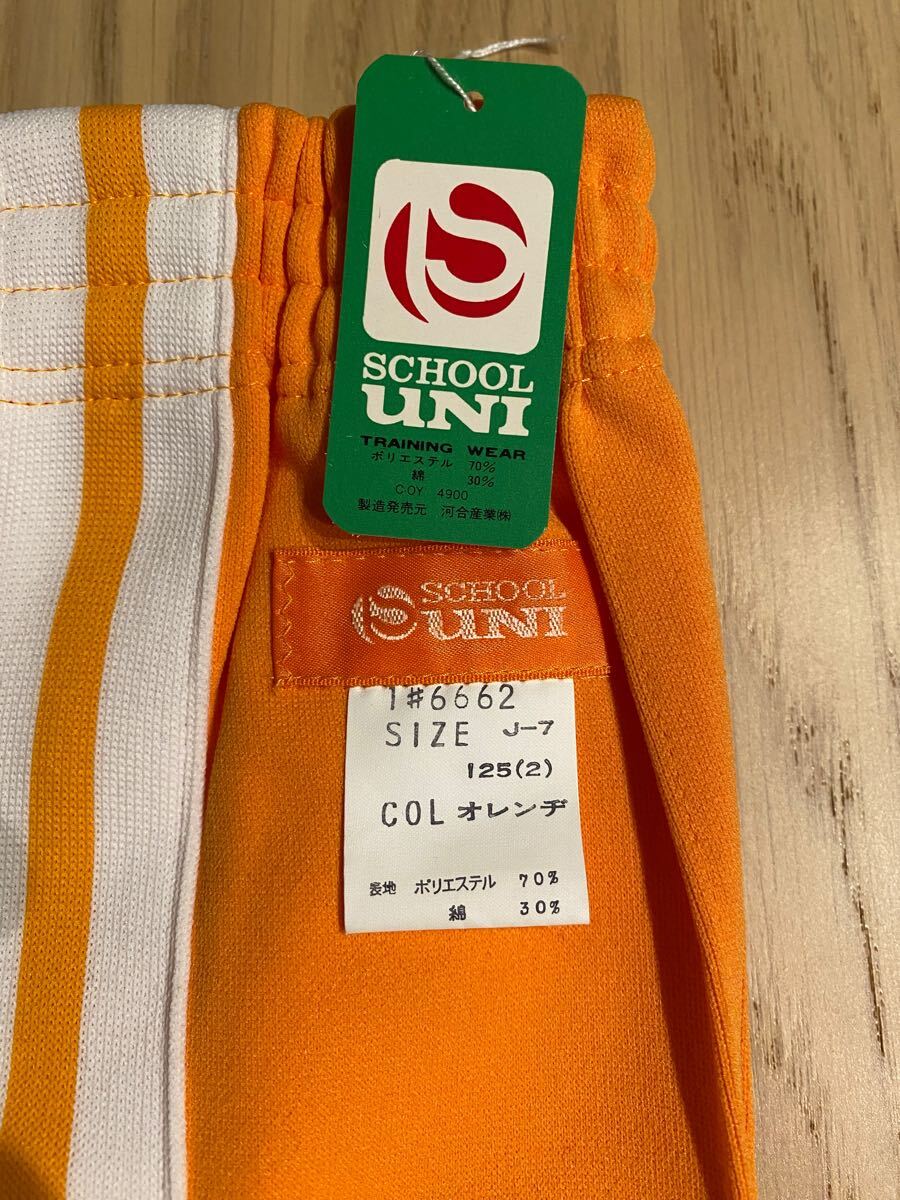 SCHOOL
UNI
TRAINING WEAR
ポリエステル 70%
綿 30%
C-OY 4900
製造発売元 河合産業㈱
SCHOOL
UNI
1#6662
SIZE J-7
125(2)
COL オレンヂ
表地 ポリエステル 70%
綿 30%